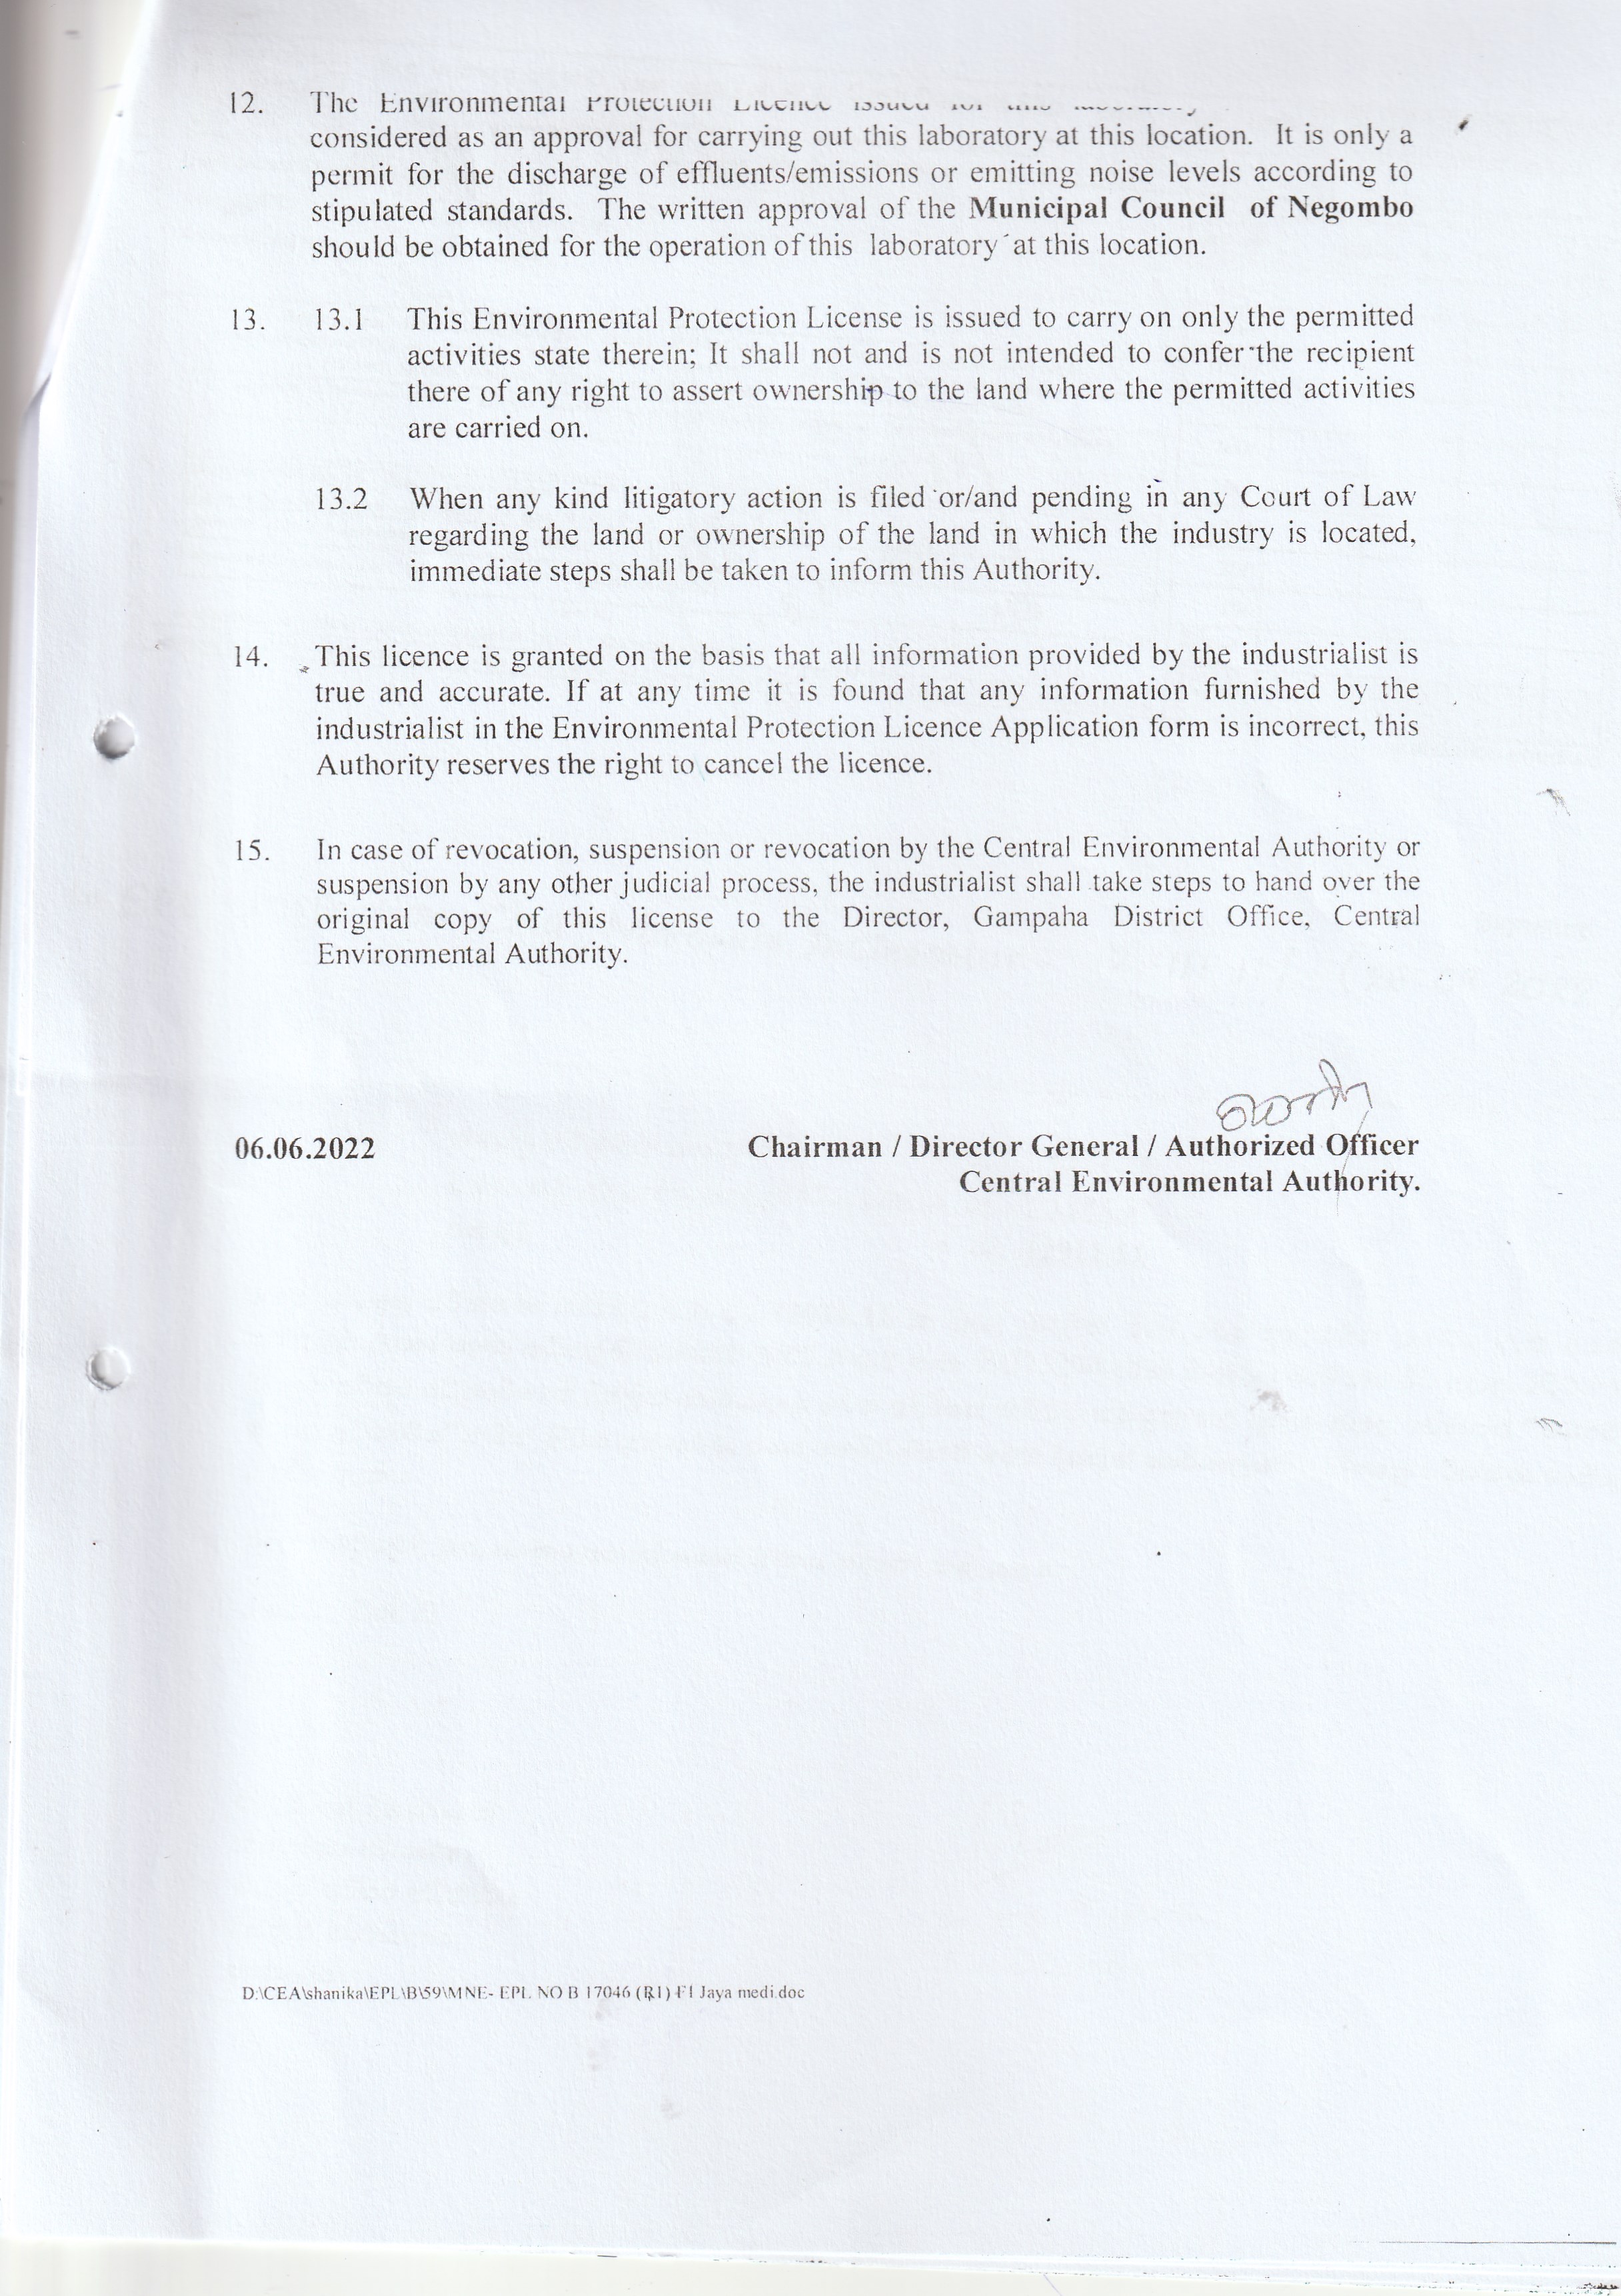 12. The Environmental Protection Licence issued for this
considered as an approval for carrying out this laboratory at this location. It is only a
permit for the discharge of effluents/emissions or emitting noise levels according to
stipulated standards. The written approval of the Municipal Council of Negombo
should be obtained for the operation of this laboratory at this location.
13. 13.1 This Environmental Protection License is issued to carry on only the permitted
activities state therein; It shall not and is not intended to confer the recipient
there of any right to assert ownership to the land where the permitted activities
are carried on.
13.2 When any kind litigatory action is filed or/and pending in any Court of Law
regarding the land or ownership of the land in which the industry is located,
immediate steps shall be taken to inform this Authority.
14. This licence is granted on the basis that all information provided by the industrialist is
true and accurate. If at any time it is found that any information furnished by the
industrialist in the Environmental Protection Licence Application form is incorrect, this
Authority reserves the right to cancel the licence.
15. In case of revocation, suspension or revocation by the Central Environmental Authority or
suspension by any other judicial process, the industrialist shall take steps to hand over the
original copy of this license to the Director, Gampaha District Office, Central
Environmental Authority.
06.06.2022 Chairman / Director General / Authorized Officer
Central Environmental Authority.
D:\CEA\shanika\EPL\B\59\MNE- EPL NO B 17046 (R1) F1 Jaya medi.doc